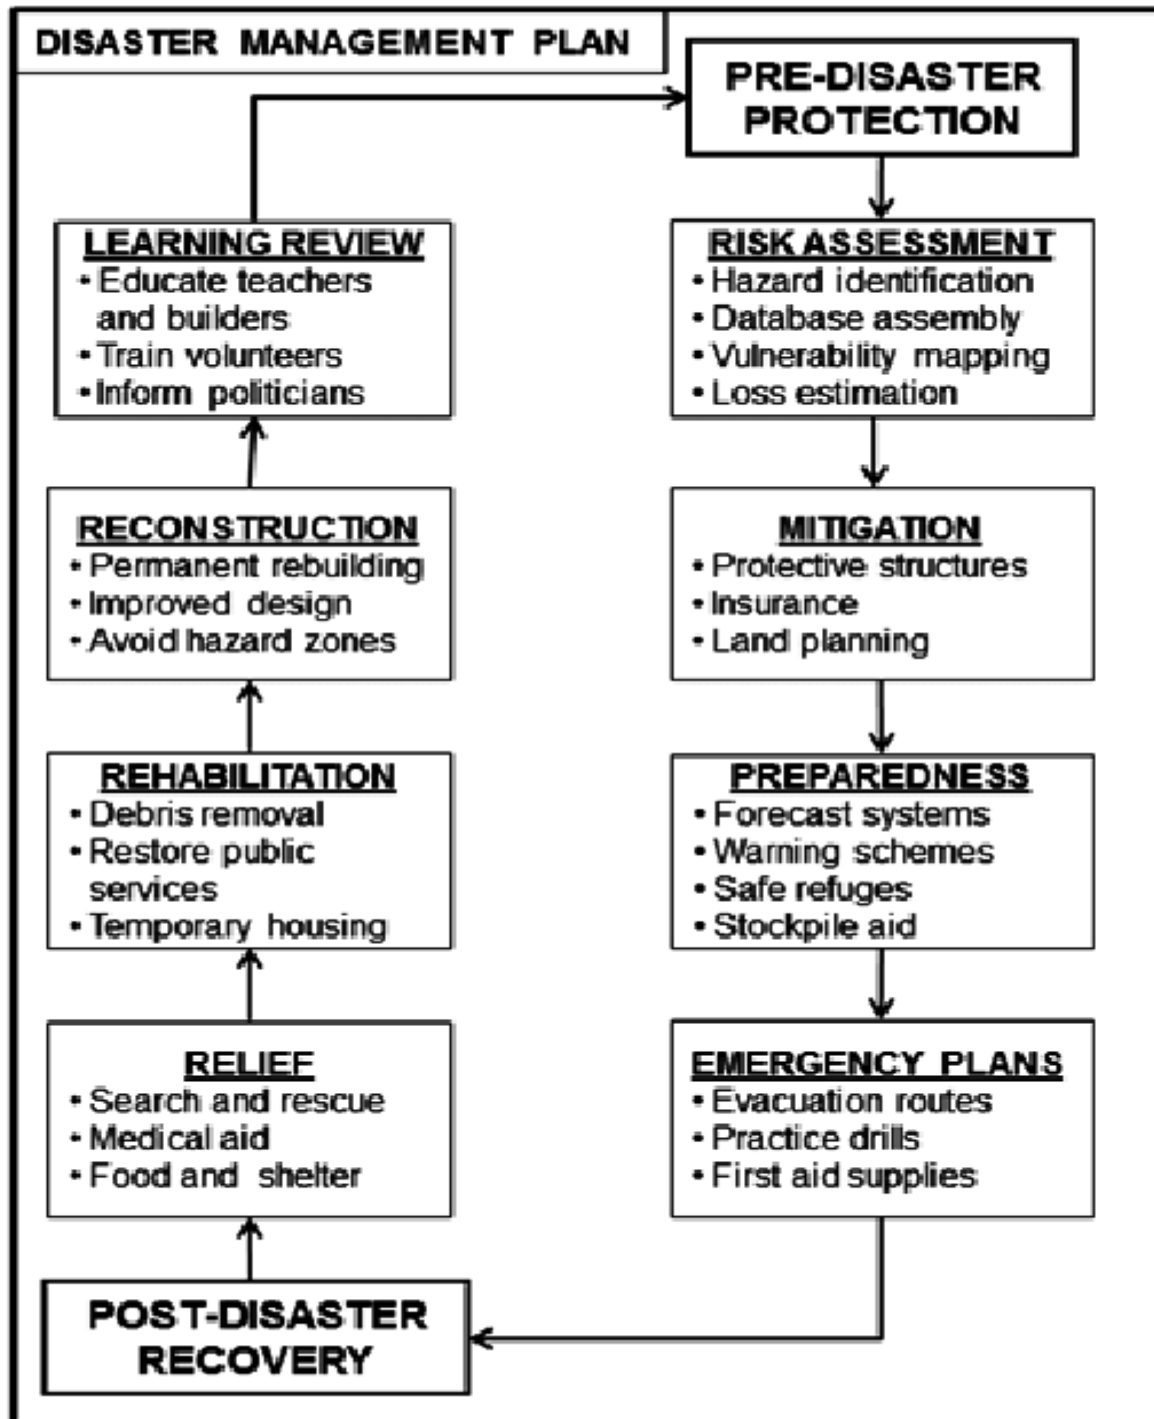 DISASTER MANAGEMENT PLAN
PRE-DISASTER
PROTECTION
RISK ASSESSMENT
• Hazard identification
• Database assembly
• Vulnerability mapping
• Loss estimation
MITIGATION
• Protective structures
• Insurance
• Land planning
PREPAREDNESS
• Forecast systems
• Warning schemes
• Safe refuges
• Stockpile aid
EMERGENCY PLANS
• Evacuation routes
• Practice drills
• First aid supplies
POST-DISASTER
RECOVERY
RELIEF
• Search and rescue
• Medical aid
• Food and shelter
REHABILITATION
• Debris removal
• Restore public
services
• Temporary housing
RECONSTRUCTION
• Permanent rebuilding
• Improved design
• Avoid hazard zones
LEARNING REVIEW
• Educate teachers
and builders
• Train volunteers
• Inform politicians